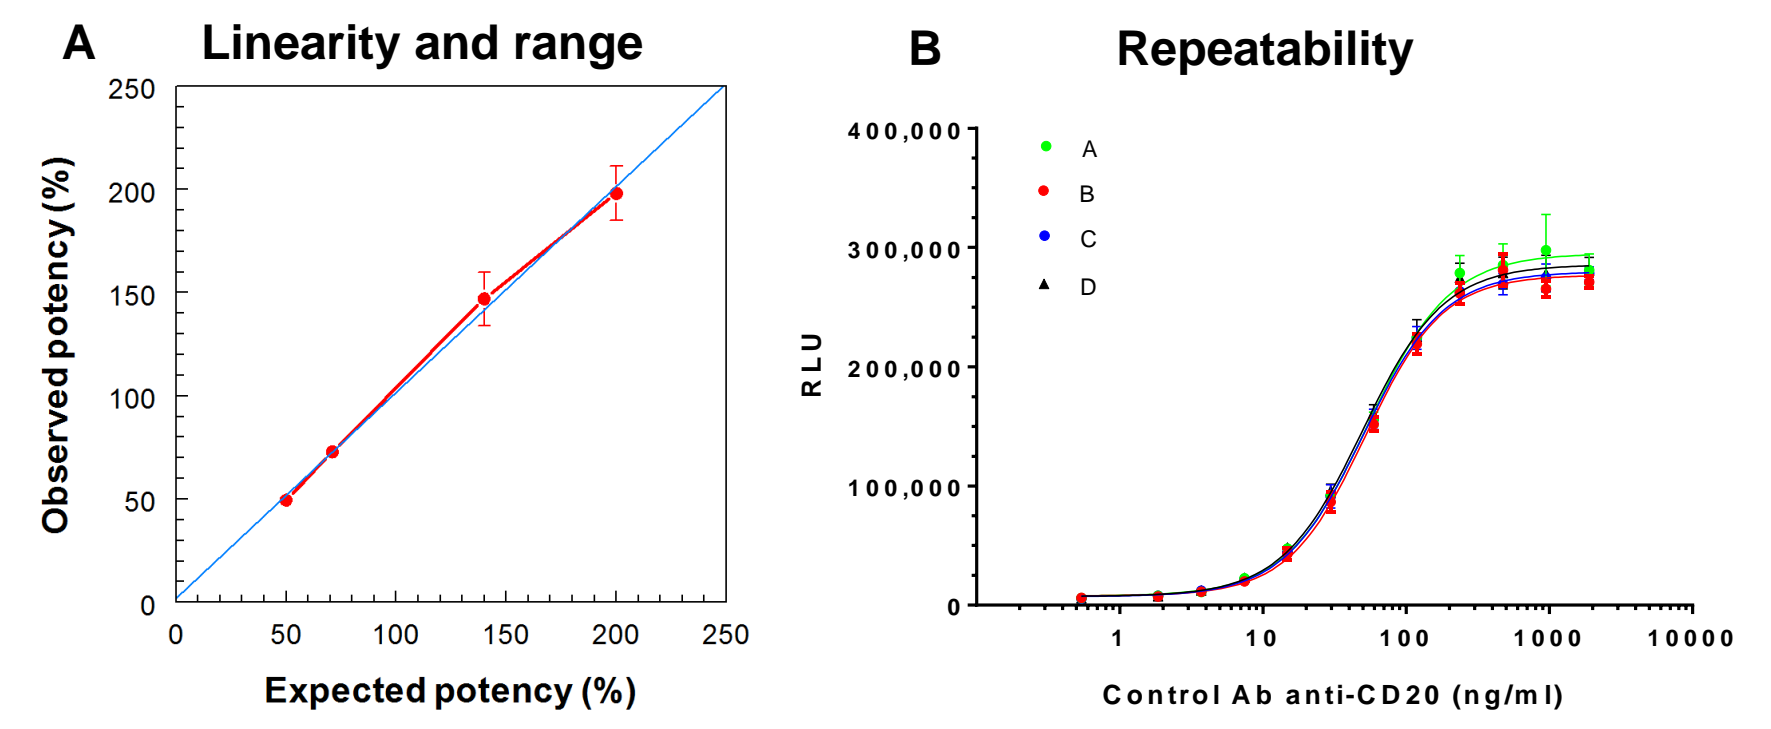 A Linearity and range
250
200
150
100
50
0
Observed potency (%)
0 50 100 150 200 250
Expected potency (%)
B Repeatability
400,000
300,000
200,000
100,000
0
RLU
A
B
C
D
1 10 100 1000 10000
Control Ab anti-CD20 (ng/ml)